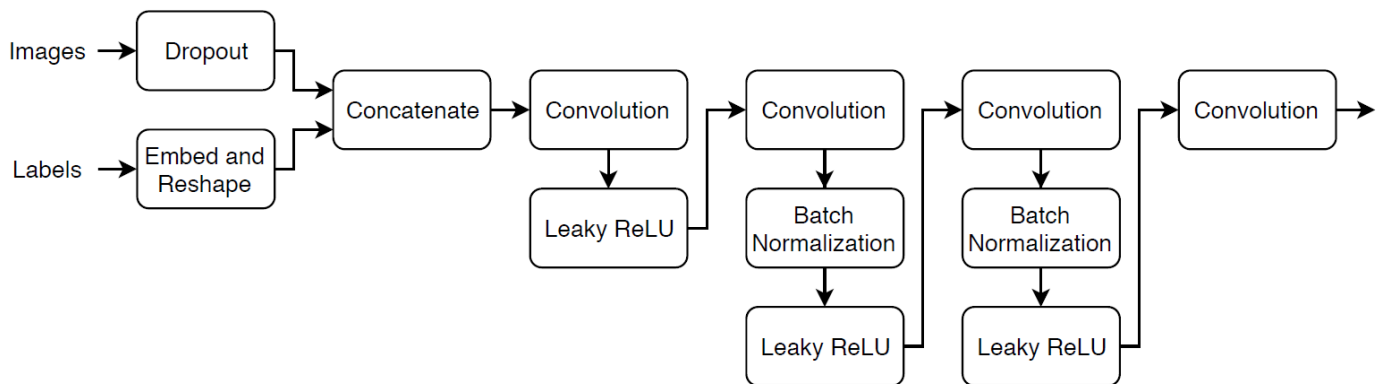 Images
Dropout
Labels
Embed and
Reshape
Concatenate
Convolution
Leaky ReLU
Convolution
Batch
Normalization
Leaky ReLU
Convolution
Batch
Normalization
Leaky ReLU
Convolution